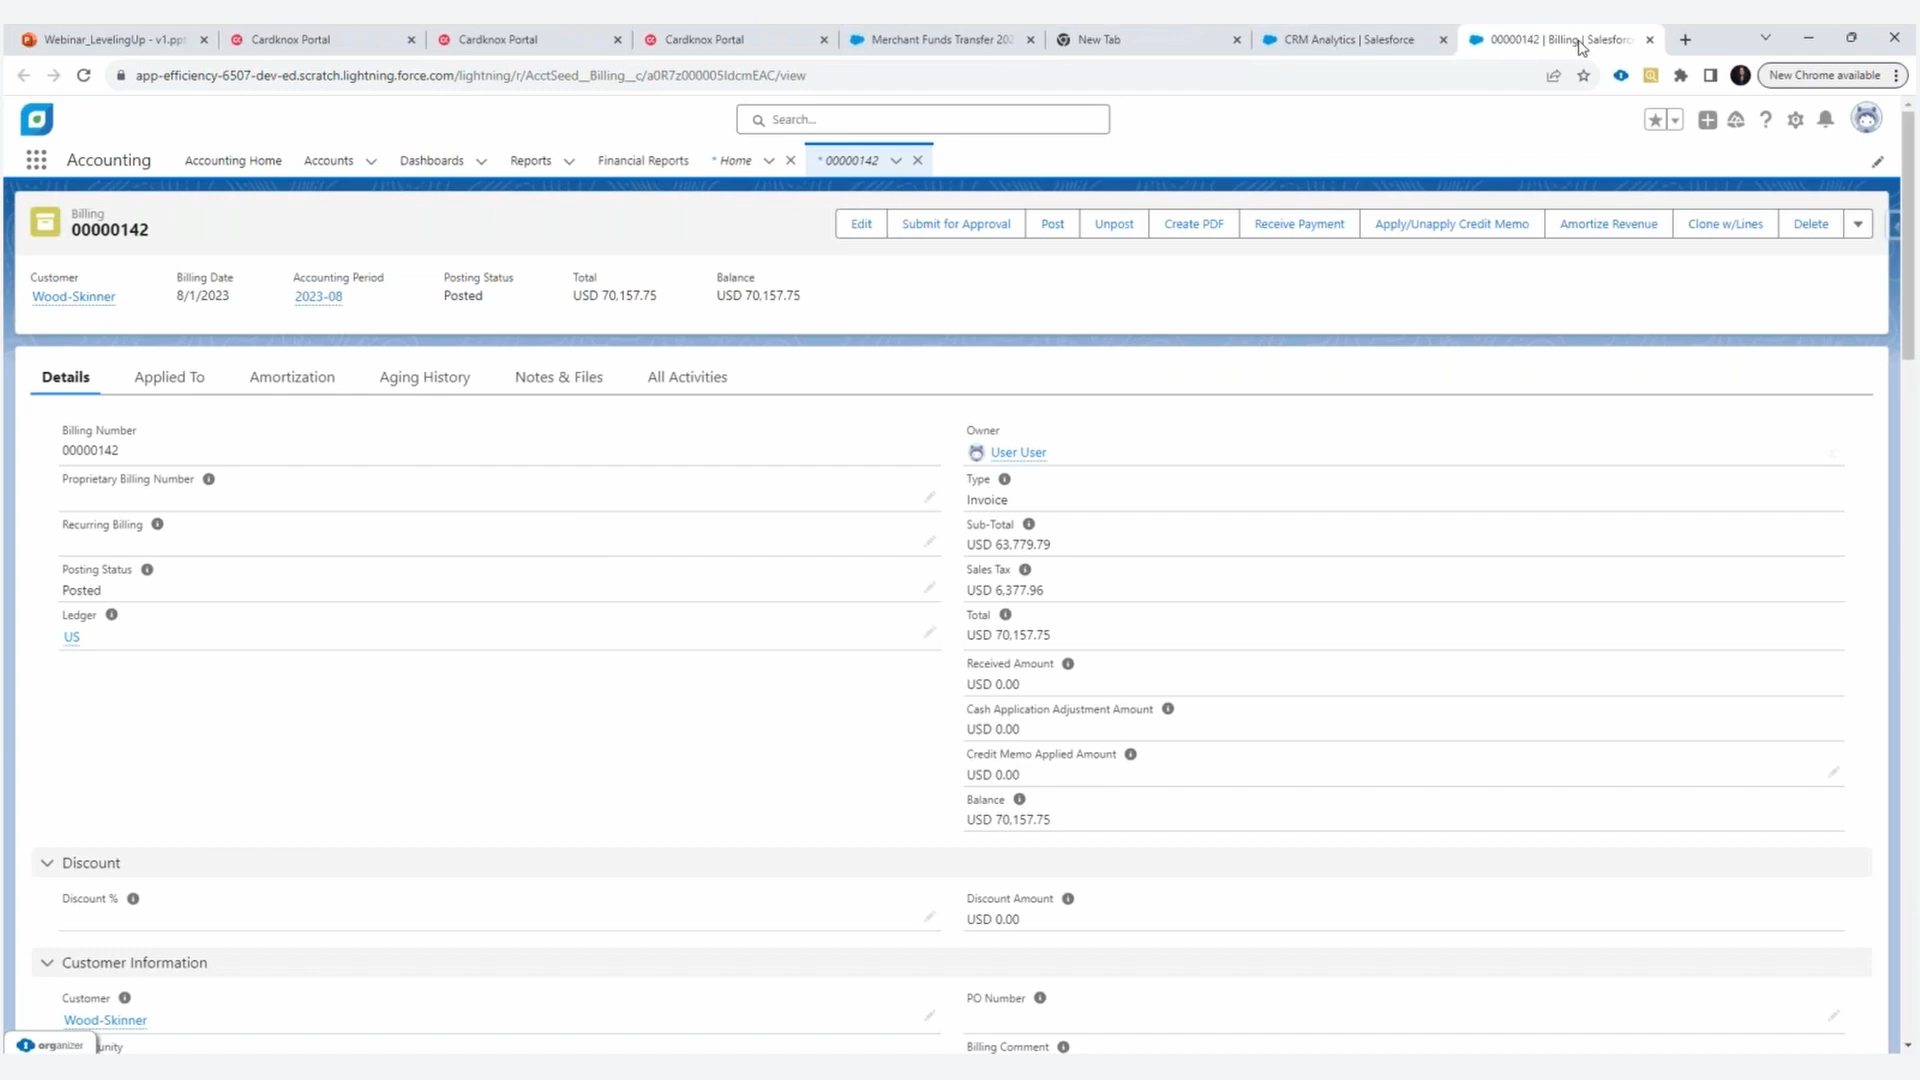 Webinar_LevelingUp - v1.ppt
Cardknox Portal
Cardknox Portal
Cardknox Portal
Merchant Funds Transfer 202
New Tab
CRM Analytics | Salesforce
00000142 | Billing | Salesforc
app-efficiency-6507-dev-ed.scratch.lightning.force.com/lightning/r/AcctSeed__Billing__c/a0R7z000005IdcmEAC/view
New Chrome available
Search...
Accounting
Accounting Home
Accounts
Dashboards
Reports
Financial Reports
* Home
* 00000142
Billing
00000142
Edit
Submit for Approval
Post
Unpost
Create PDF
Receive Payment
Apply/Unapply Credit Memo
Amortize Revenue
Clone w/Lines
Delete
Customer
Wood-Skinner
Billing Date
8/1/2023
Accounting Period
2023-08
Posting Status
Posted
Total
USD 70,157.75
Balance
USD 70,157.75
Details
Applied To
Amortization
Aging History
Notes & Files
All Activities
Billing Number
00000142
Proprietary Billing Number
Recurring Billing
Posting Status
Posted
Ledger
US
Owner
User User
Type
Invoice
Sub-Total
USD 63,779.79
Sales Tax
USD 6,377.96
Total
USD 70,157.75
Received Amount
USD 0.00
Cash Application Adjustment Amount
USD 0.00
Credit Memo Applied Amount
USD 0.00
Balance
USD 70,157.75
Discount
Discount %
Discount Amount
USD 0.00
Customer Information
Customer
Wood-Skinner
PO Number
organizer
unity
Billing Comment